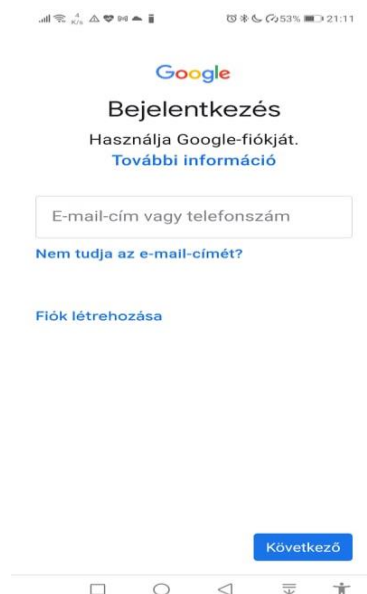 4
K/s
53% 21:11
Google
Bejelentkezés
Használja Google-fiókját.
További információ
E-mail-cím vagy telefonszám
Nem tudja az e-mail-címét?
Fiók létrehozása
Következő